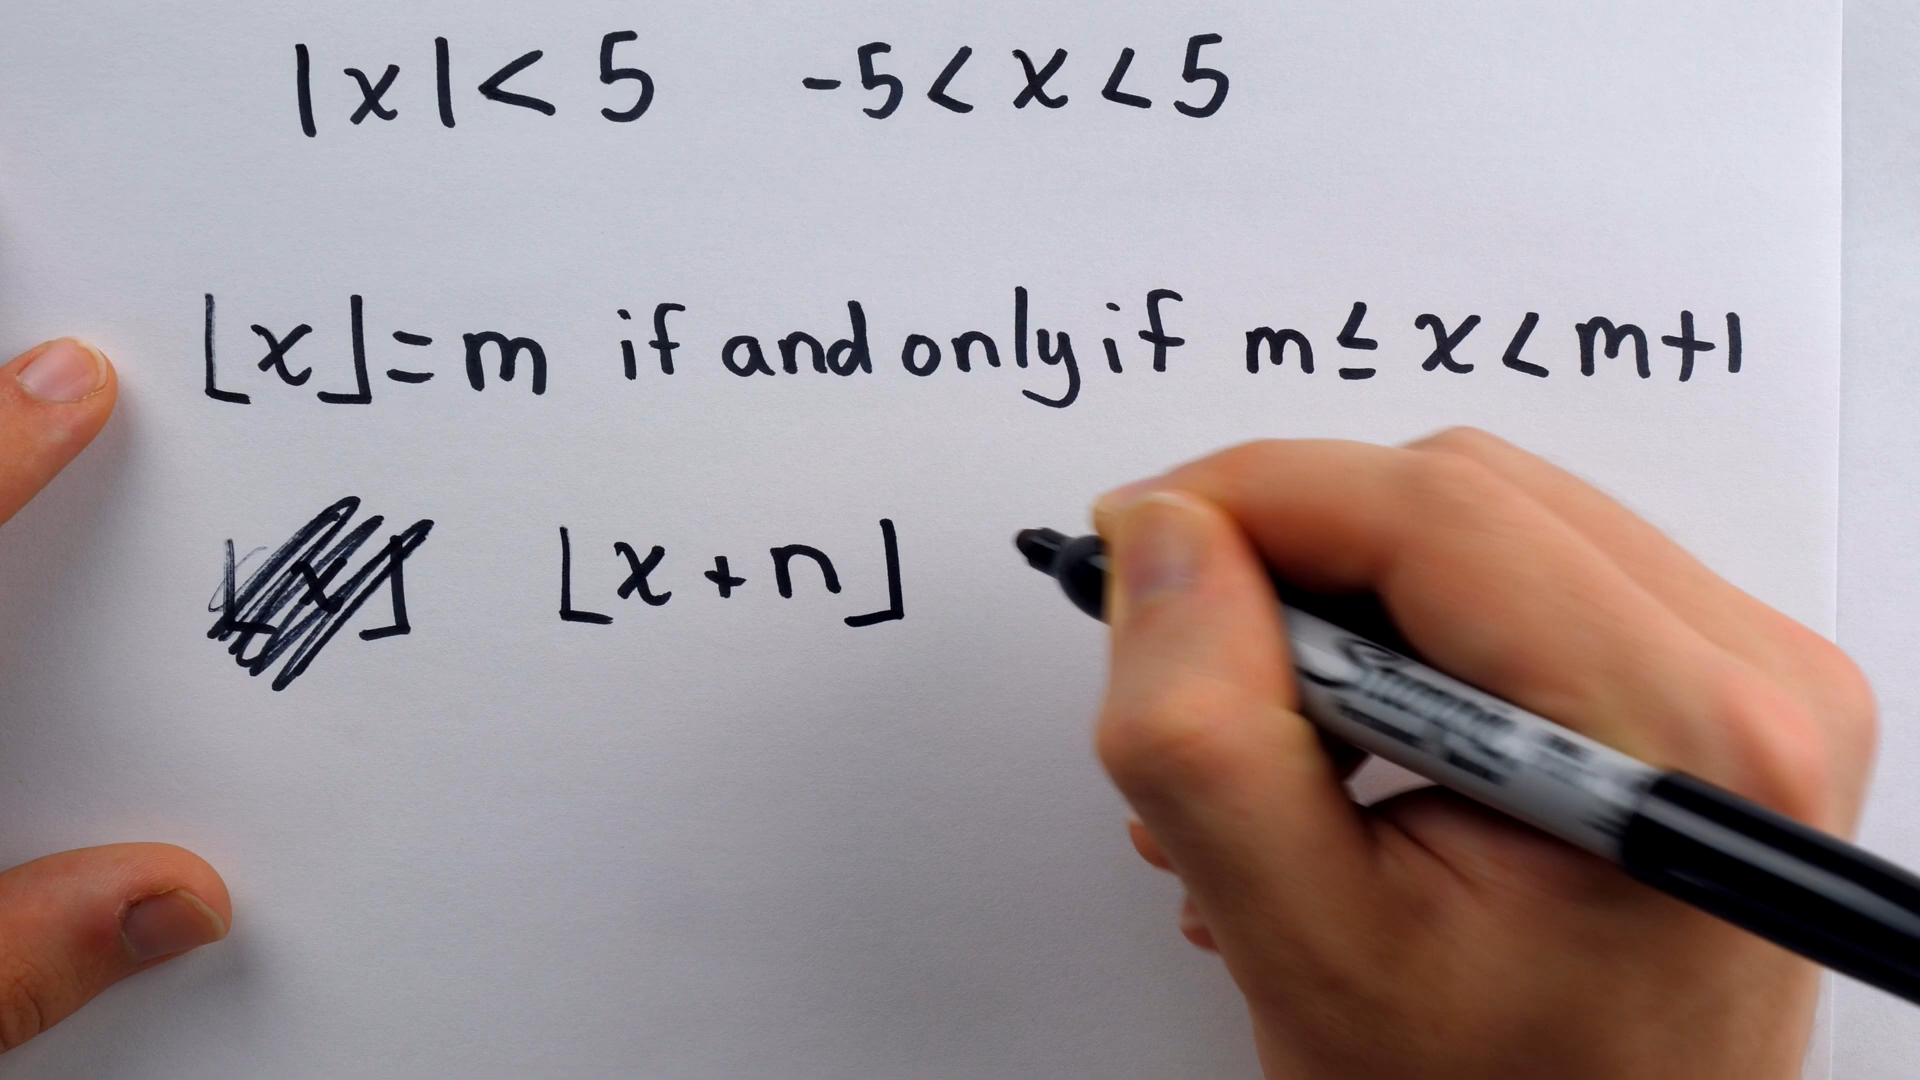 |x| < 5 -5 < x < 5
⌊x⌋ = m if and only if m ≤ x < m+1
⌊x + n⌋